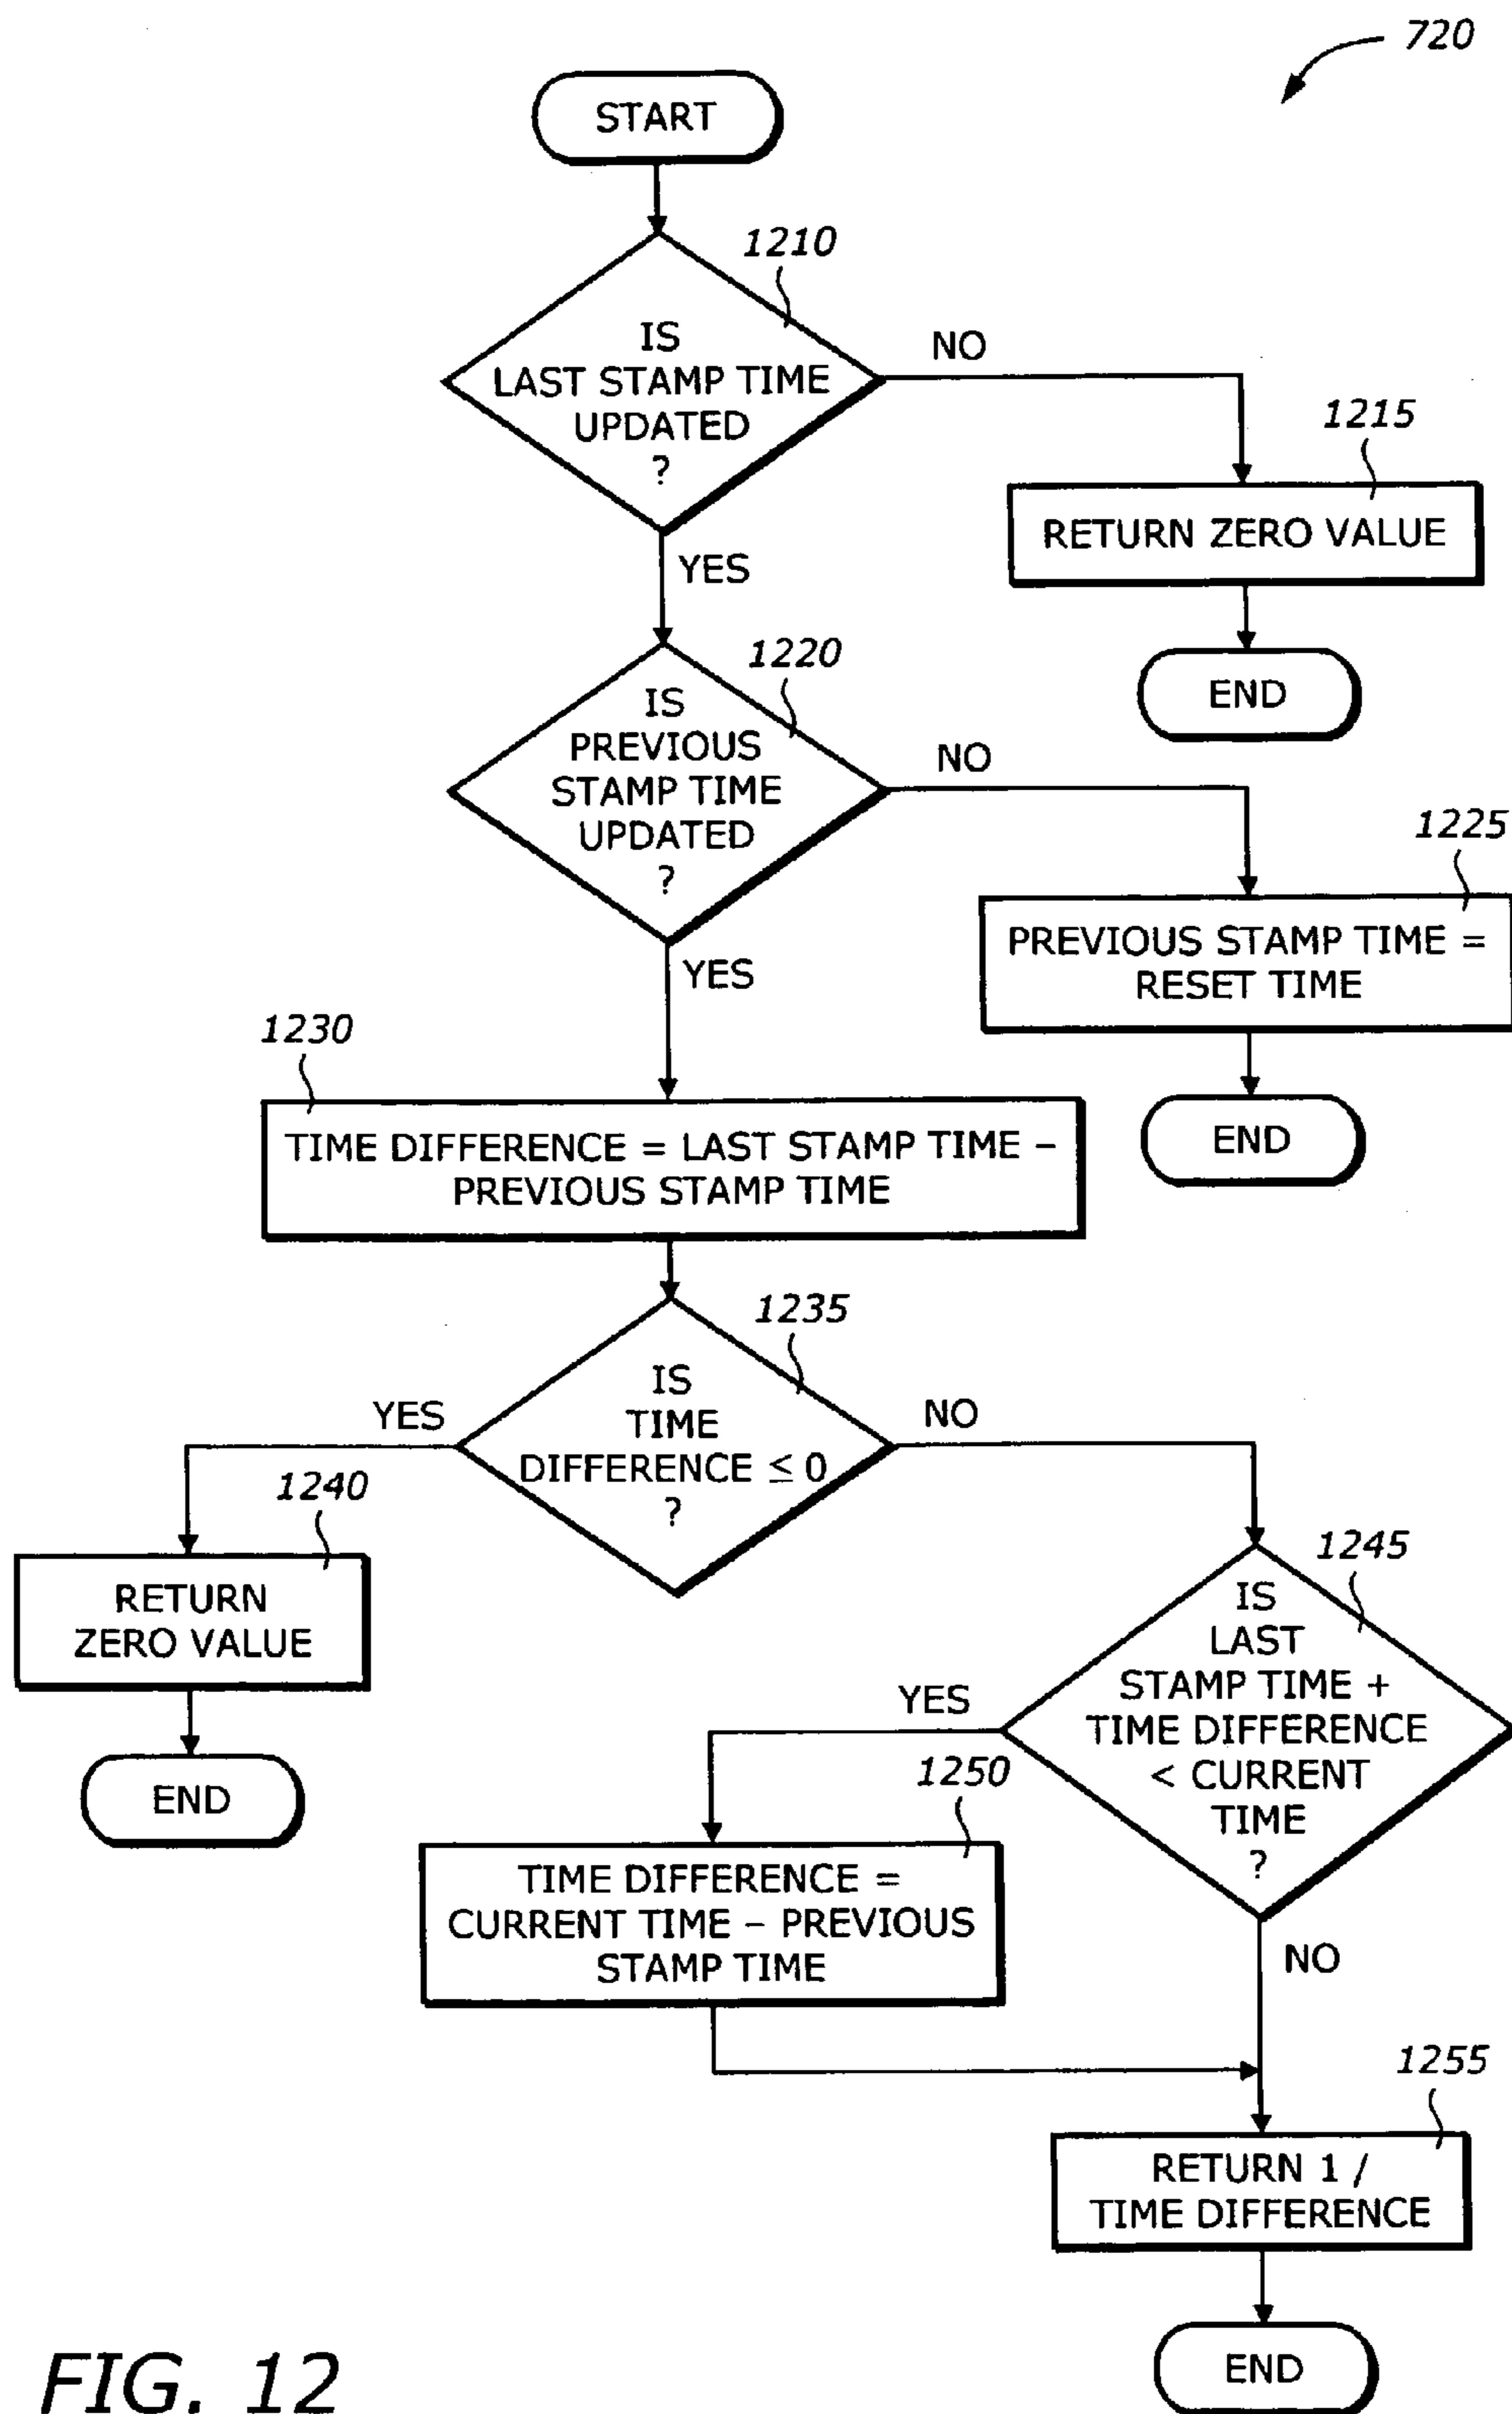 720
START
1210
IS
LAST STAMP TIME
UPDATED
?
NO
1215
RETURN ZERO VALUE
END
YES
1220
IS
PREVIOUS
STAMP TIME
UPDATED
?
NO
1225
PREVIOUS STAMP TIME =
RESET TIME
END
YES
1230
TIME DIFFERENCE = LAST STAMP TIME –
PREVIOUS STAMP TIME
1235
IS
TIME
DIFFERENCE ≤ 0
?
YES
1240
RETURN
ZERO VALUE
END
NO
1245
IS
LAST
STAMP TIME +
TIME DIFFERENCE
< CURRENT
TIME
?
YES
1250
TIME DIFFERENCE =
CURRENT TIME – PREVIOUS
STAMP TIME
NO
1255
RETURN 1 /
TIME DIFFERENCE
END
FIG. 12